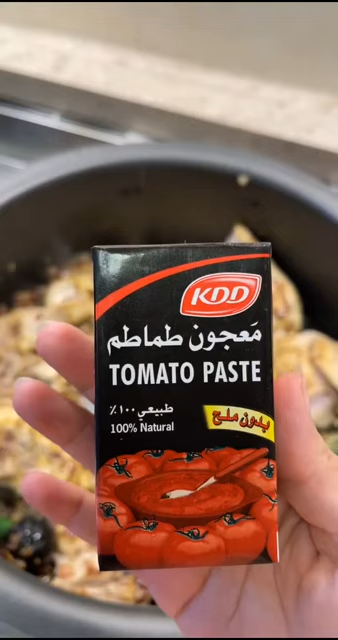 KDD
مَعجون طماطم
TOMATO PASTE
طبيعي ١٠٠٪
100% Natural
بدون ملح